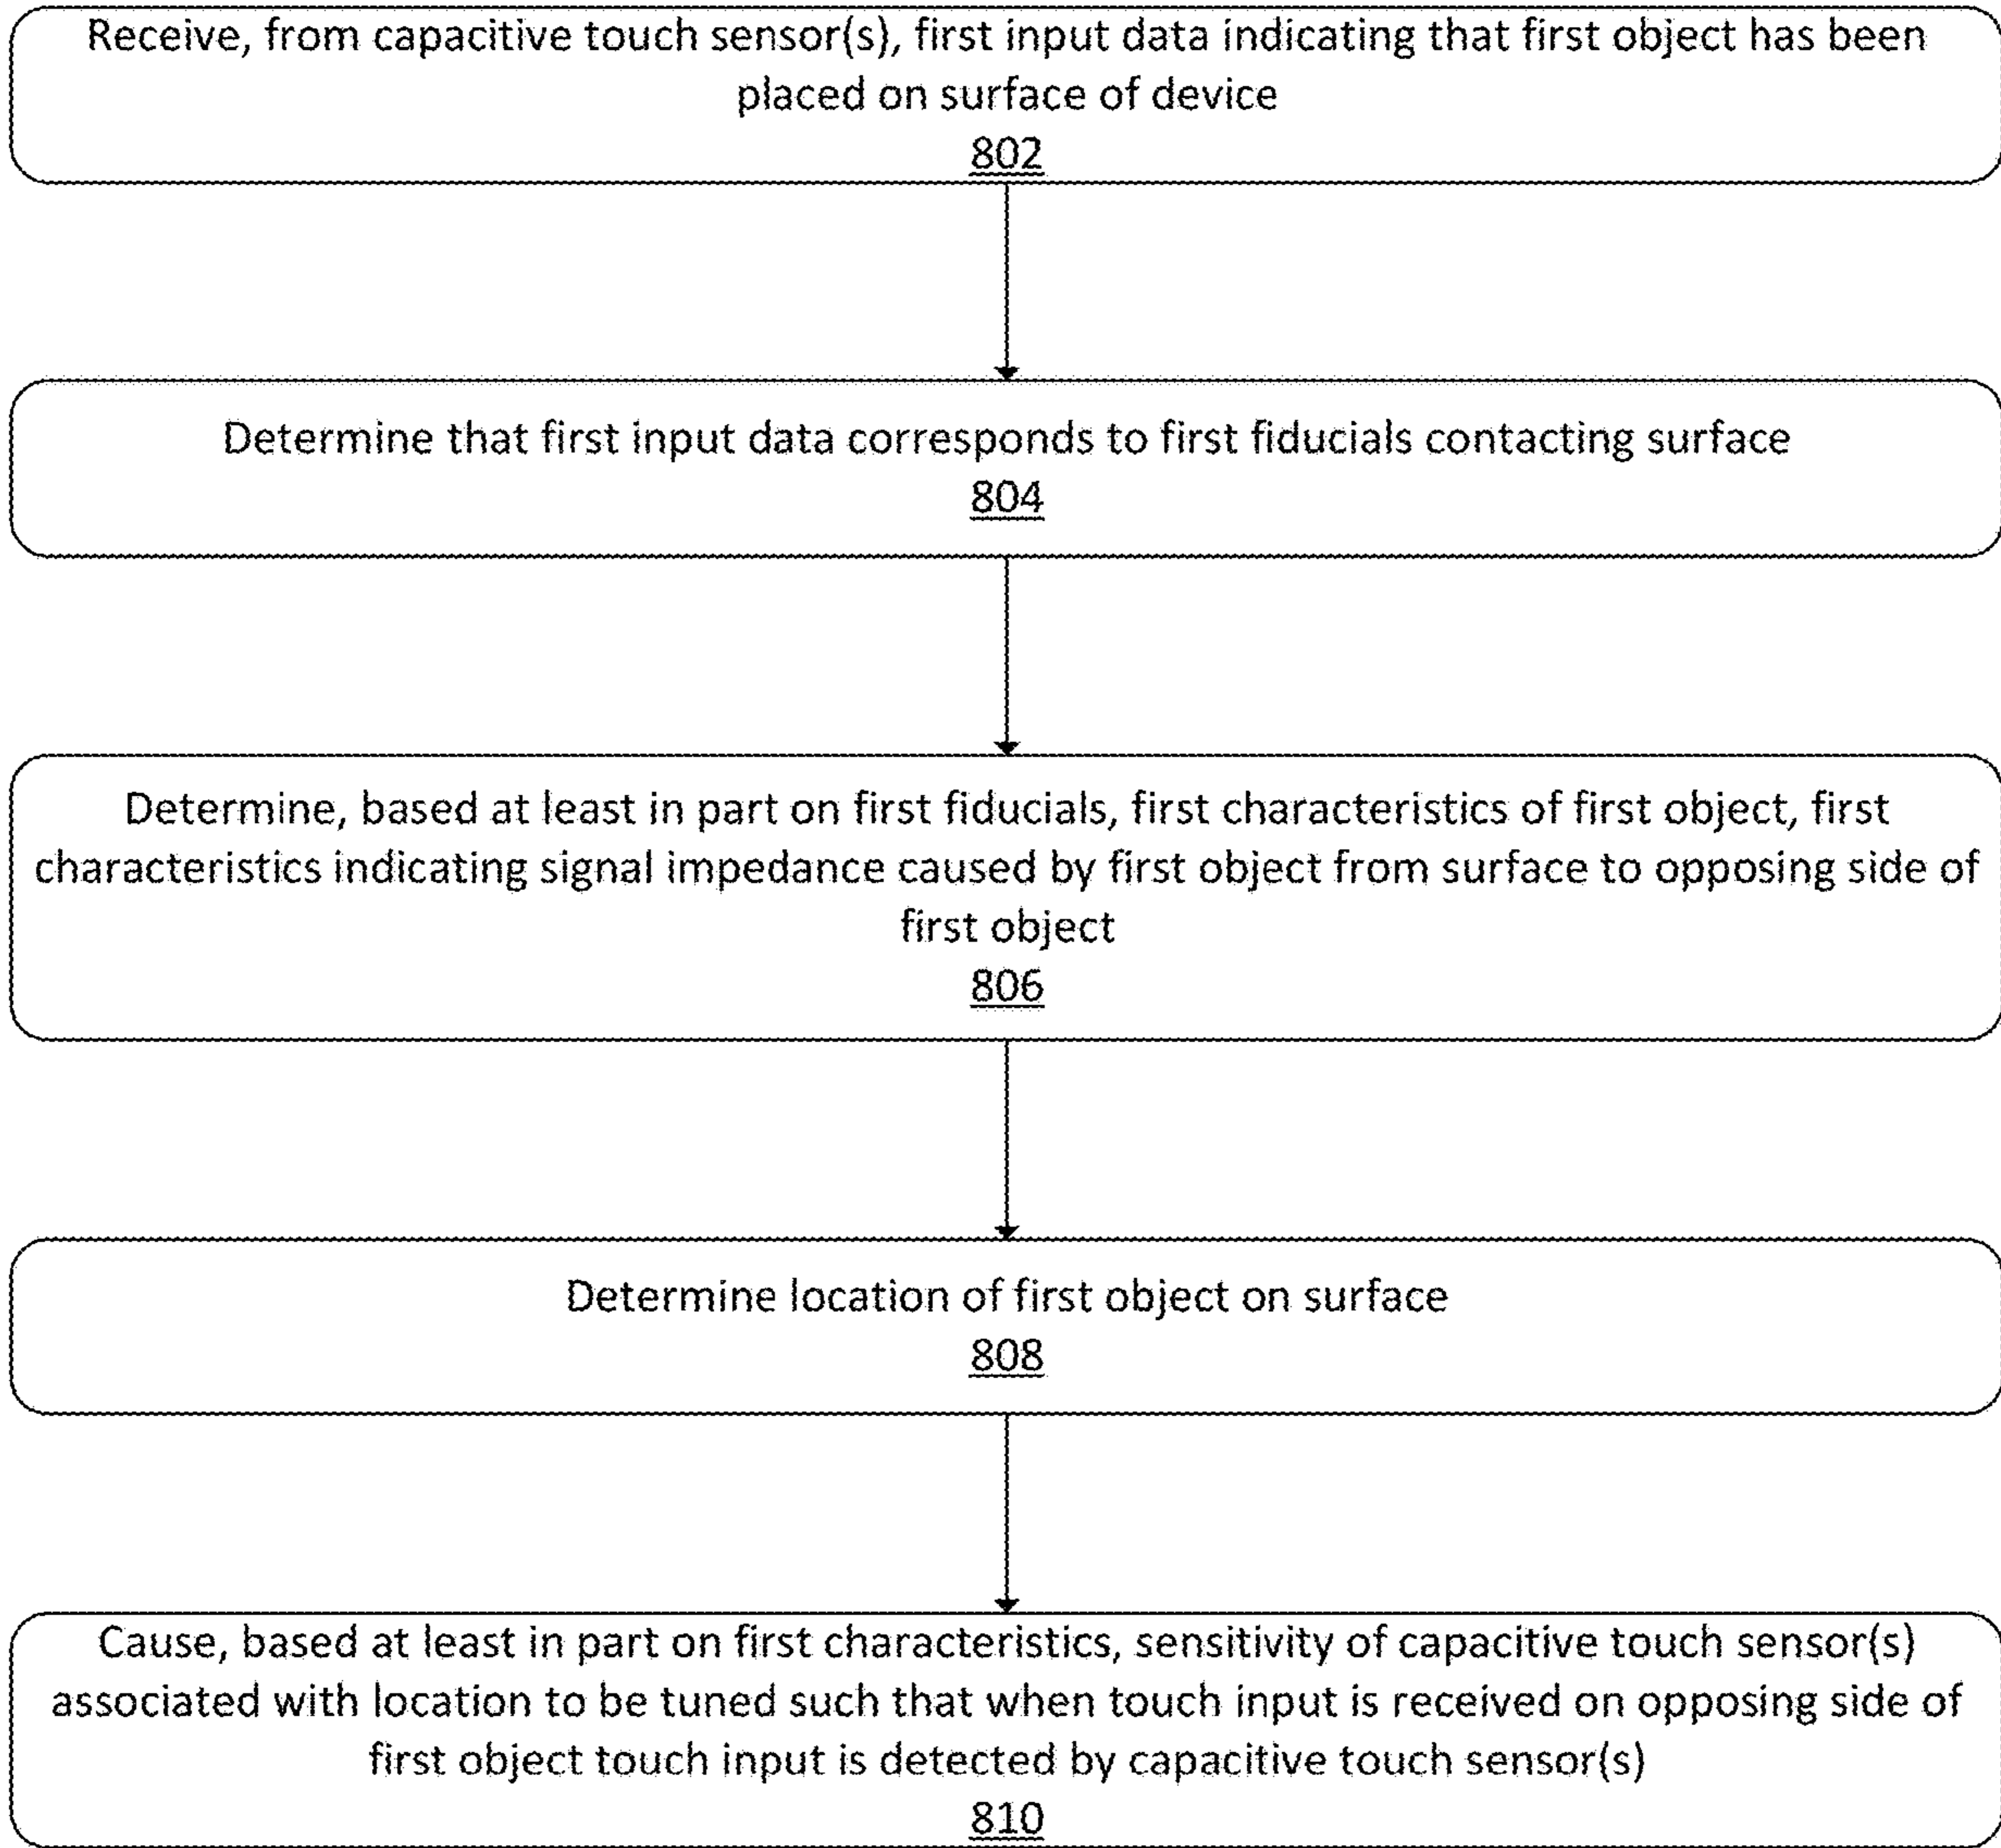 Receive, from capacitive touch sensor(s), first input data indicating that first object has been
placed on surface of device
802
Determine that first input data corresponds to first fiducials contacting surface
804
Determine, based at least in part on first fiducials, first characteristics of first object, first
characteristics indicating signal impedance caused by first object from surface to opposing side of
first object
806
Determine location of first object on surface
808
Cause, based at least in part on first characteristics, sensitivity of capacitive touch sensor(s)
associated with location to be tuned such that when touch input is received on opposing side of
first object touch input is detected by capacitive touch sensor(s)
810